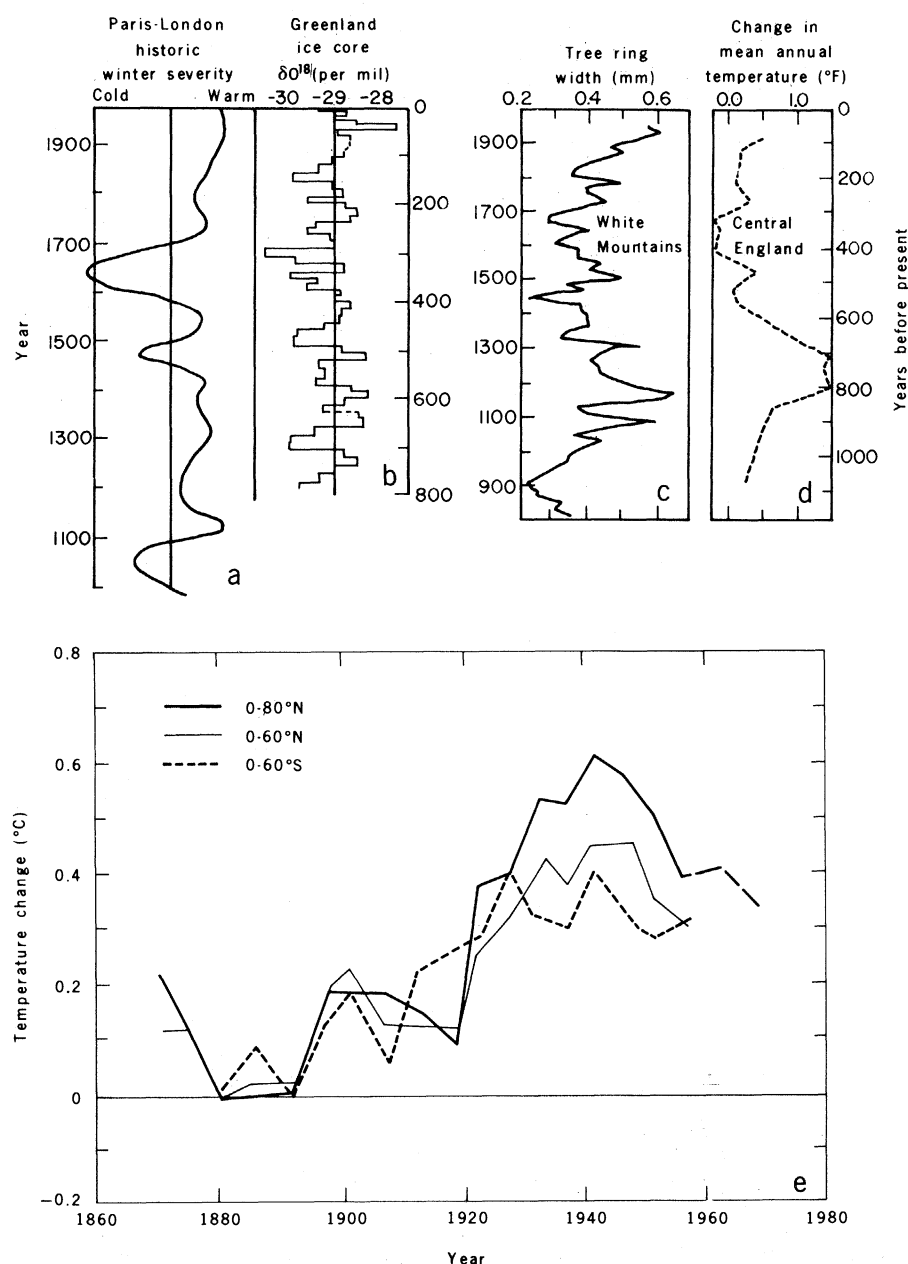 Paris-London
historic
winter severity
Cold Warm
Greenland
ice core
δO¹⁸ (per mil)
-30 -29 -28
Tree ring
width (mm)
0.2 0.4 0.6
Change in
mean annual
temperature (°F)
0.0 1.0
Year
1900
1700
1500
1300
1100
a
0
200
400
600
800
b
1900
1700
1500
1300
1100
900
White
Mountains
c
Central
England
d
0
200
400
600
800
1000
Years before present
0.8
0.6
0.4
0.2
0
-0.2
Temperature change (°C)
0-80°N
0-60°N
0-60°S
e
1860 1880 1900 1920 1940 1960 1980
Year